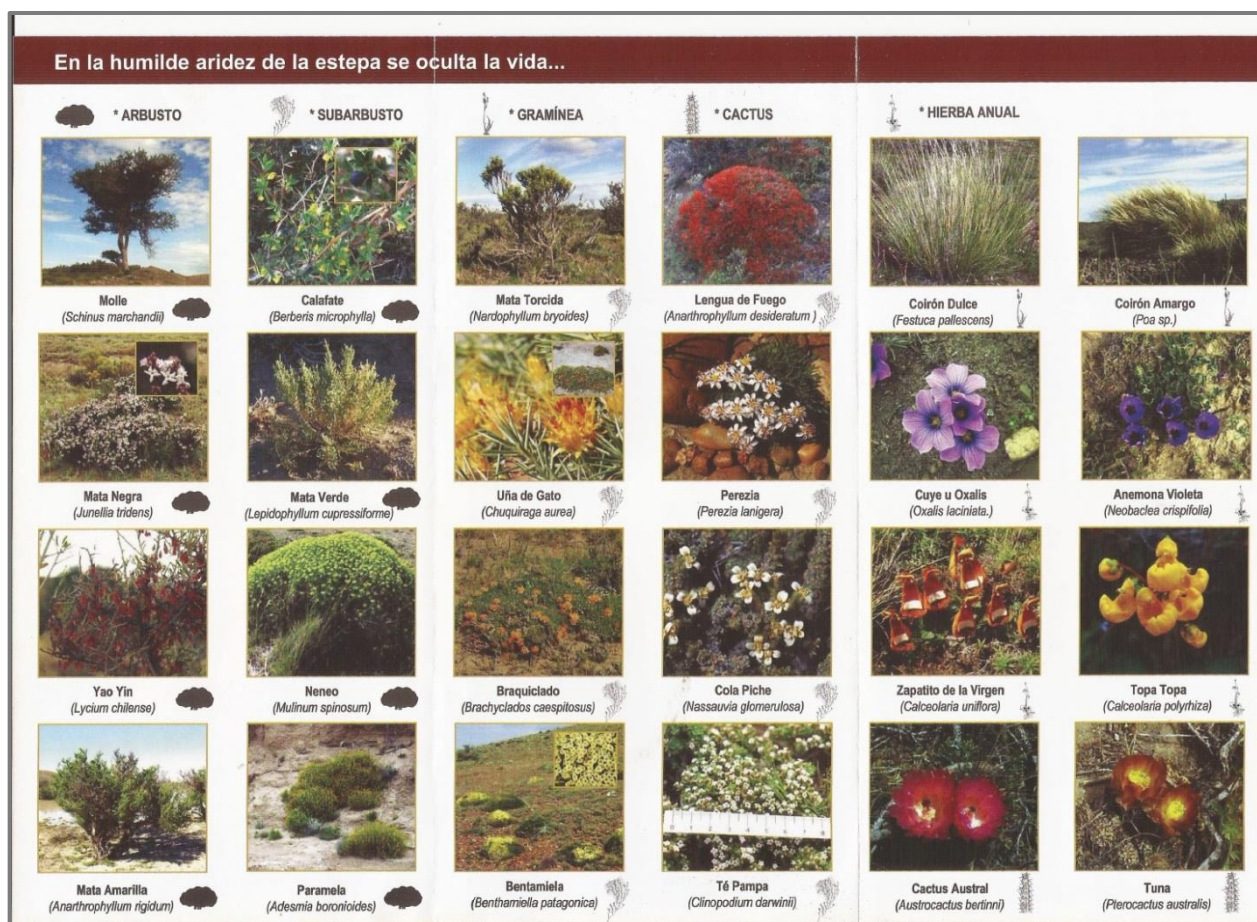 En la humilde aridez de la estepa se oculta la vida...
* ARBUSTO
* SUBARBUSTO
* GRAMÍNEA
* CACTUS
* HIERBA ANUAL
Molle
(Schinus marchandii)
Calafate
(Berberis microphylla)
Mata Torcida
(Nardophyllum bryoides)
Lengua de Fuego
(Anarthrophyllum desideratum )
Coirón Dulce
(Festuca pallescens)
Coirón Amargo
(Poa sp.)
Mata Negra
(Junellia tridens)
Mata Verde
(Lepidophyllum cupressiforme)
Uña de Gato
(Chuquiraga aurea)
Perezia
(Perezia lanigera)
Cuye u Oxalis
(Oxalis laciniata.)
Anemona Violeta
(Neobaclea crispifolia)
Yao Yin
(Lycium chilense)
Neneo
(Mulinum spinosum)
Braquiclado
(Brachyclados caespitosus)
Cola Piche
(Nassauvia glomerulosa)
Zapatito de la Virgen
(Calceolaria uniflora)
Topa Topa
(Calceolaria polyrhiza)
Mata Amarilla
(Anarthrophyllum rigidum)
Paramela
(Adesmia boronioides)
Bentamiela
(Benthamiella patagonica)
Té Pampa
(Clinopodium darwinii)
Cactus Austral
(Austrocactus bertinni)
Tuna
(Pterocactus australis)